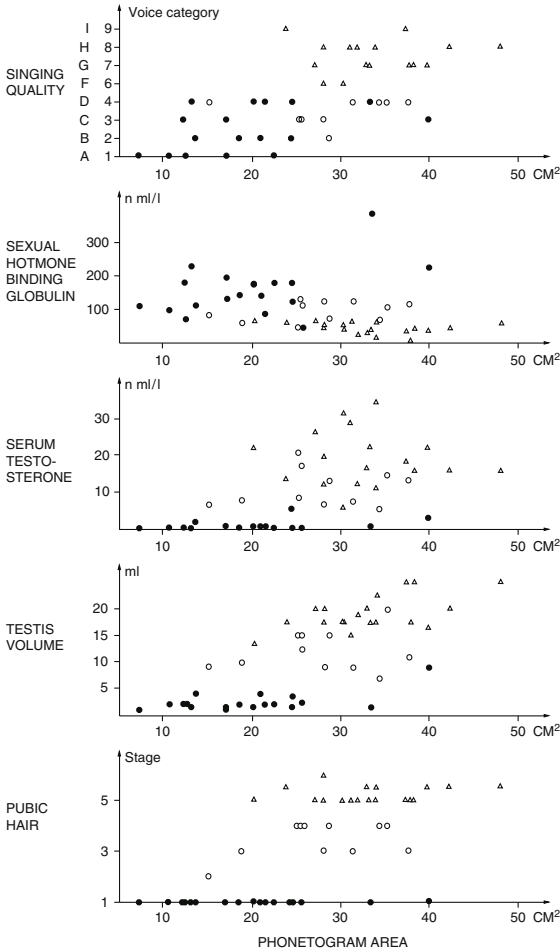 Voice category
SINGING
QUALITY
I 9
H 8
G 7
F 6
D 4
C 3
B 2
A 1
10 20 30 40 50 CM²
n ml/l
SEXUAL
HOTMONE
BINDING
GLOBULIN
300
200
100
10 20 30 40 50 CM²
n ml/l
SERUM
TESTO-
STERONE
30
20
10
10 20 30 40 50 CM²
ml
TESTIS
VOLUME
20
15
10
5
10 20 30 40 50 CM²
Stage
PUBIC
HAIR
5
3
1
10 20 30 40 50 CM²
PHONETOGRAM AREA